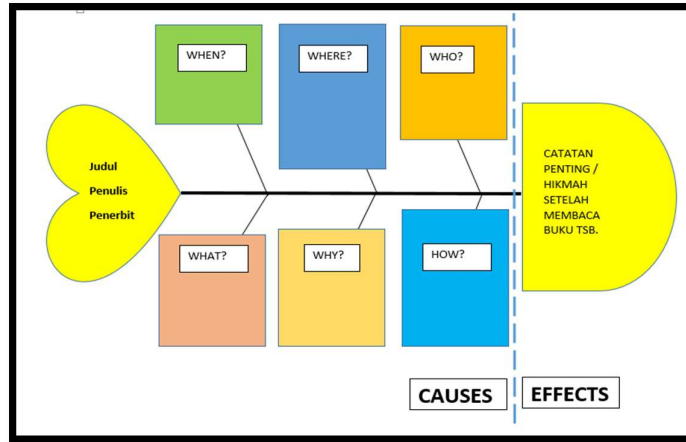 WHEN?
WHERE?
WHO?
Judul
Penulis
Penerbit
CATATAN
PENTING /
HIKMAH
SETELAH
MEMBACA
BUKU TSB.
WHAT?
WHY?
HOW?
CAUSES
EFFECTS